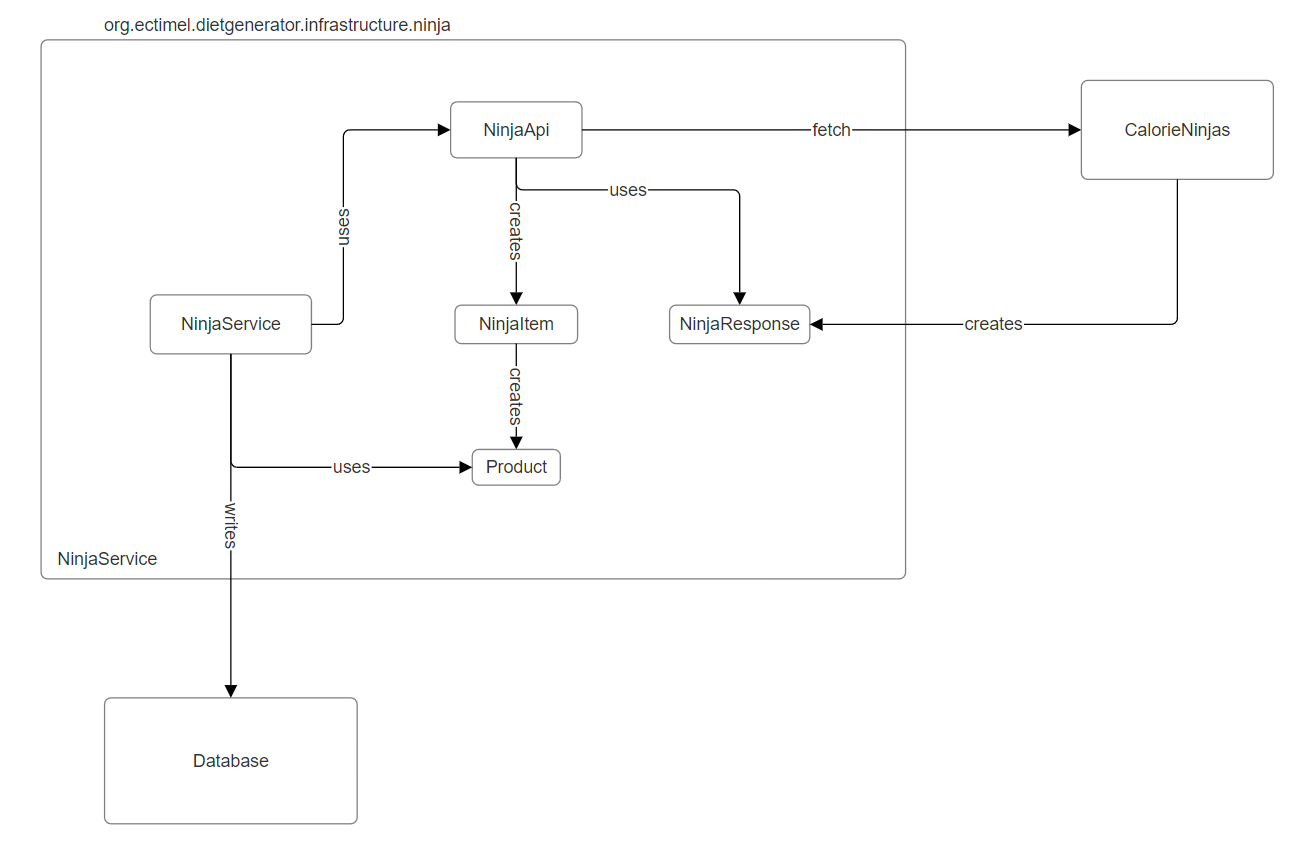 org.ectimel.dietgenerator.infrastructure.ninja
NinjaApi
fetch
CalorieNinjas
uses
uses
creates
NinjaService
NinjaItem
NinjaResponse
creates
creates
uses
Product
writes
NinjaService
Database